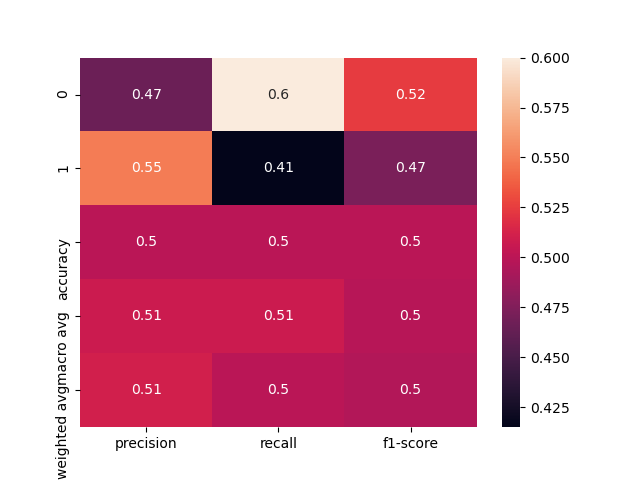 0 0.47 0.6 0.52
1 0.55 0.41 0.47
accuracy 0.5 0.5 0.5
macro avg 0.51 0.51 0.5
weighted avg 0.51 0.5 0.5
precision recall f1-score
0.600
0.575
0.550
0.525
0.500
0.475
0.450
0.425